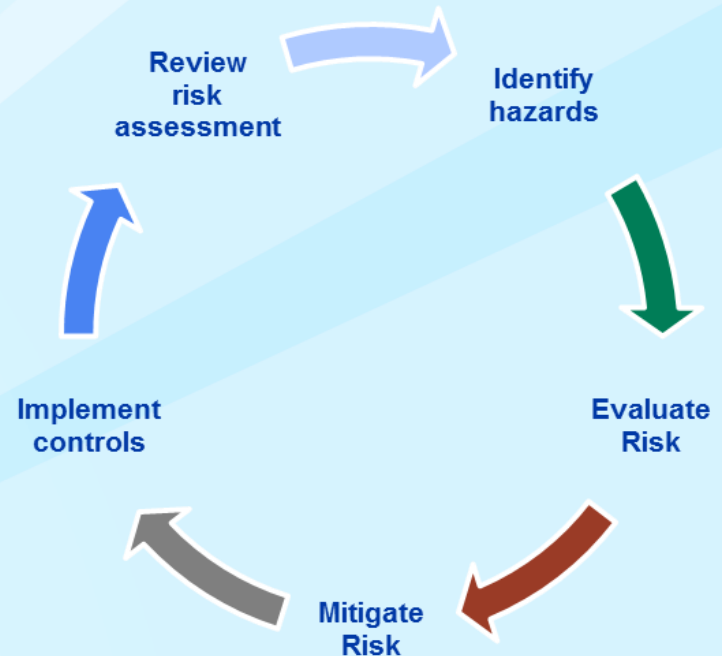 Review
risk
assessment
Identify
hazards
Evaluate
Risk
Mitigate
Risk
Implement
controls